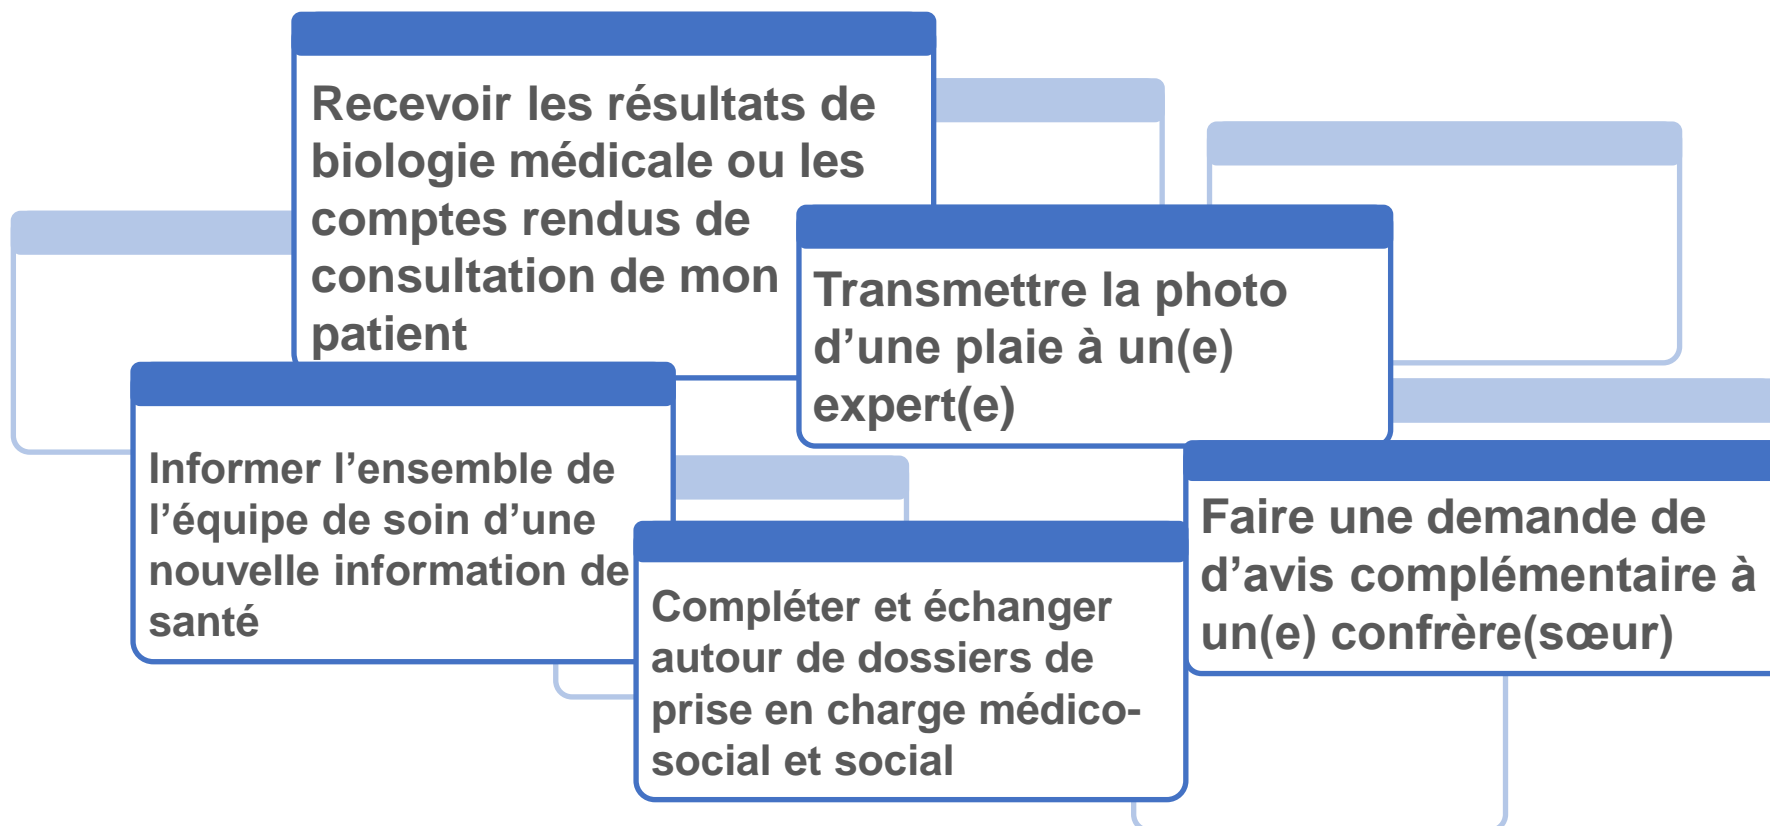 Recevoir les résultats de
biologie médicale ou les
comptes rendus de
consultation de mon
patient
Transmettre la photo
d’une plaie à un(e)
expert(e)
Informer l’ensemble de
l’équipe de soin d’une
nouvelle information de
santé
Faire une demande de
d’avis complémentaire à
un(e) confrère(sœur)
Compléter et échanger
autour de dossiers de
prise en charge médico-
social et social